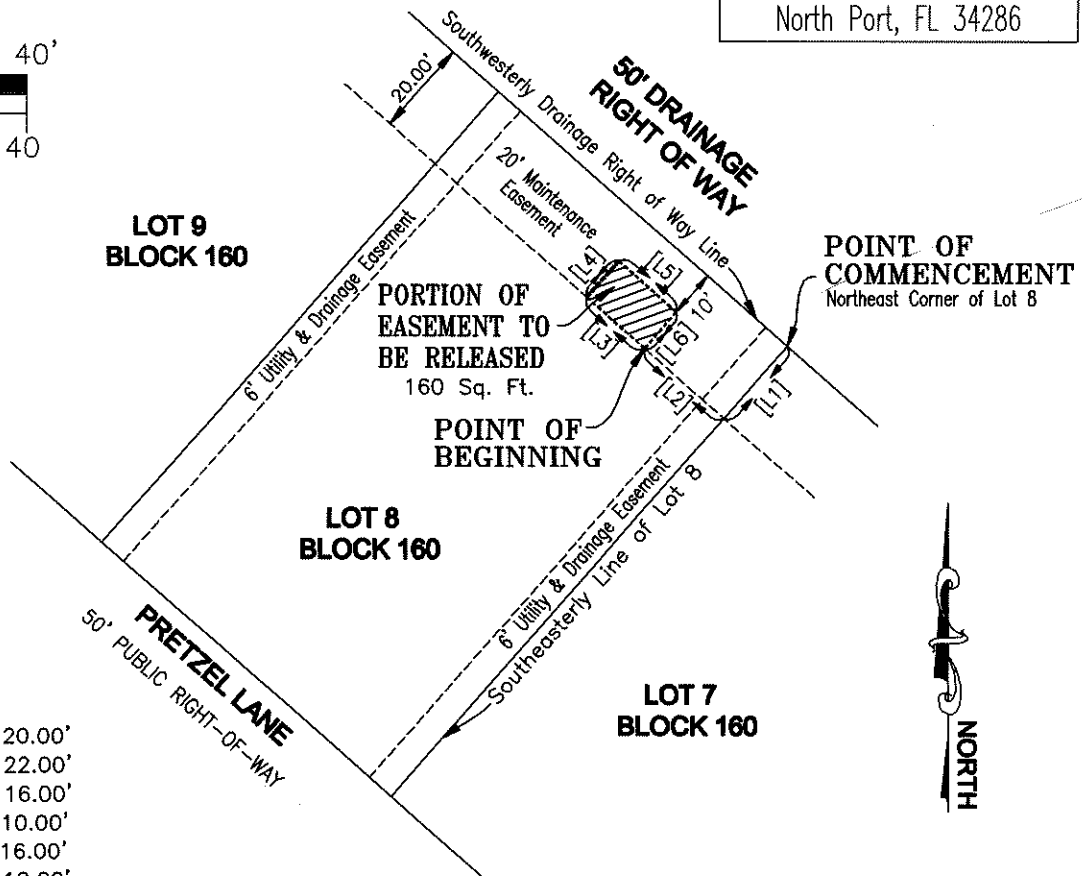 North Port, FL 34286
40'
40
20.00'
Southwesterly Drainage Right of Way Line
50' DRAINAGE
RIGHT OF WAY
20' Maintenance
Easement
LOT 9
BLOCK 160
6' Utility & Drainage Easement
POINT OF
COMMENCEMENT
Northeast Corner of Lot 8
[L4]
[L5]
10'
PORTION OF
EASEMENT TO
BE RELEASED
160 Sq. Ft.
[L3]
[L6]
[L2]
[L1]
POINT OF
BEGINNING
LOT 8
BLOCK 160
6' Utility & Drainage Easement
Southeasterly Line of Lot 8
PRETZEL LANE
50' PUBLIC RIGHT-OF-WAY
LOT 7
BLOCK 160
NORTH
20.00'
22.00'
16.00'
10.00'
16.00'